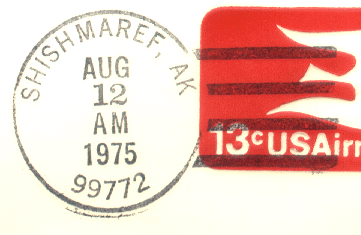 SHISHMAREF, AK
AUG
12
AM
1975
99772
13c USAirm